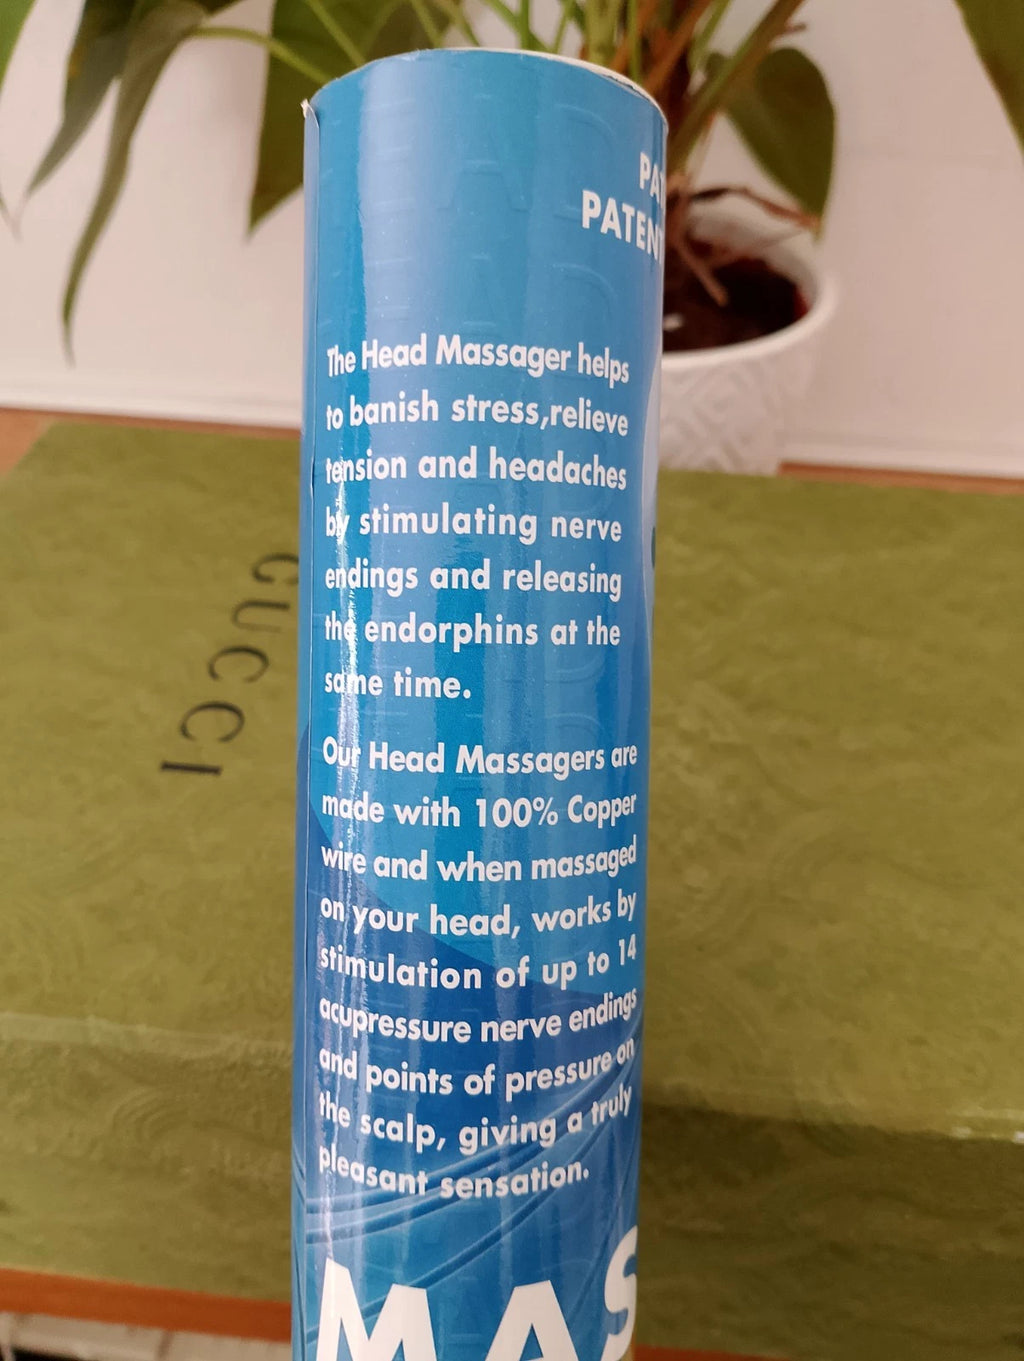 The Head Massager helps
to banish stress,relieve
tension and headaches
by stimulating nerve
endings and releasing
the endorphins at the
same time.
Our Head Massagers are
made with 100% Copper
wire and when massaged
on your head, works by
stimulation of up to 14
acupressure nerve endings
and points of pressure on
the scalp, giving a truly
pleasant sensation.
GUCCI